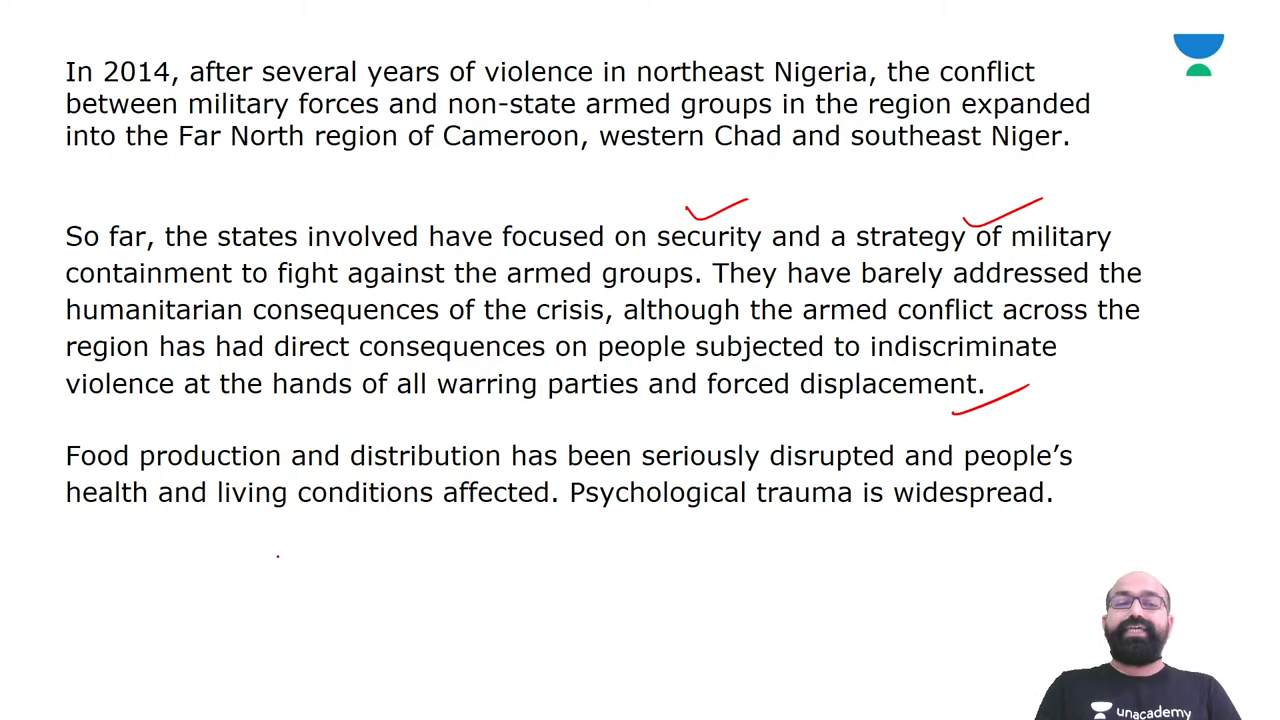 In 2014, after several years of violence in northeast Nigeria, the conflict
between military forces and non-state armed groups in the region expanded
into the Far North region of Cameroon, western Chad and southeast Niger.
So far, the states involved have focused on security and a strategy of military
containment to fight against the armed groups. They have barely addressed the
humanitarian consequences of the crisis, although the armed conflict across the
region has had direct consequences on people subjected to indiscriminate
violence at the hands of all warring parties and forced displacement.
Food production and distribution has been seriously disrupted and people’s
health and living conditions affected. Psychological trauma is widespread.
unacademy